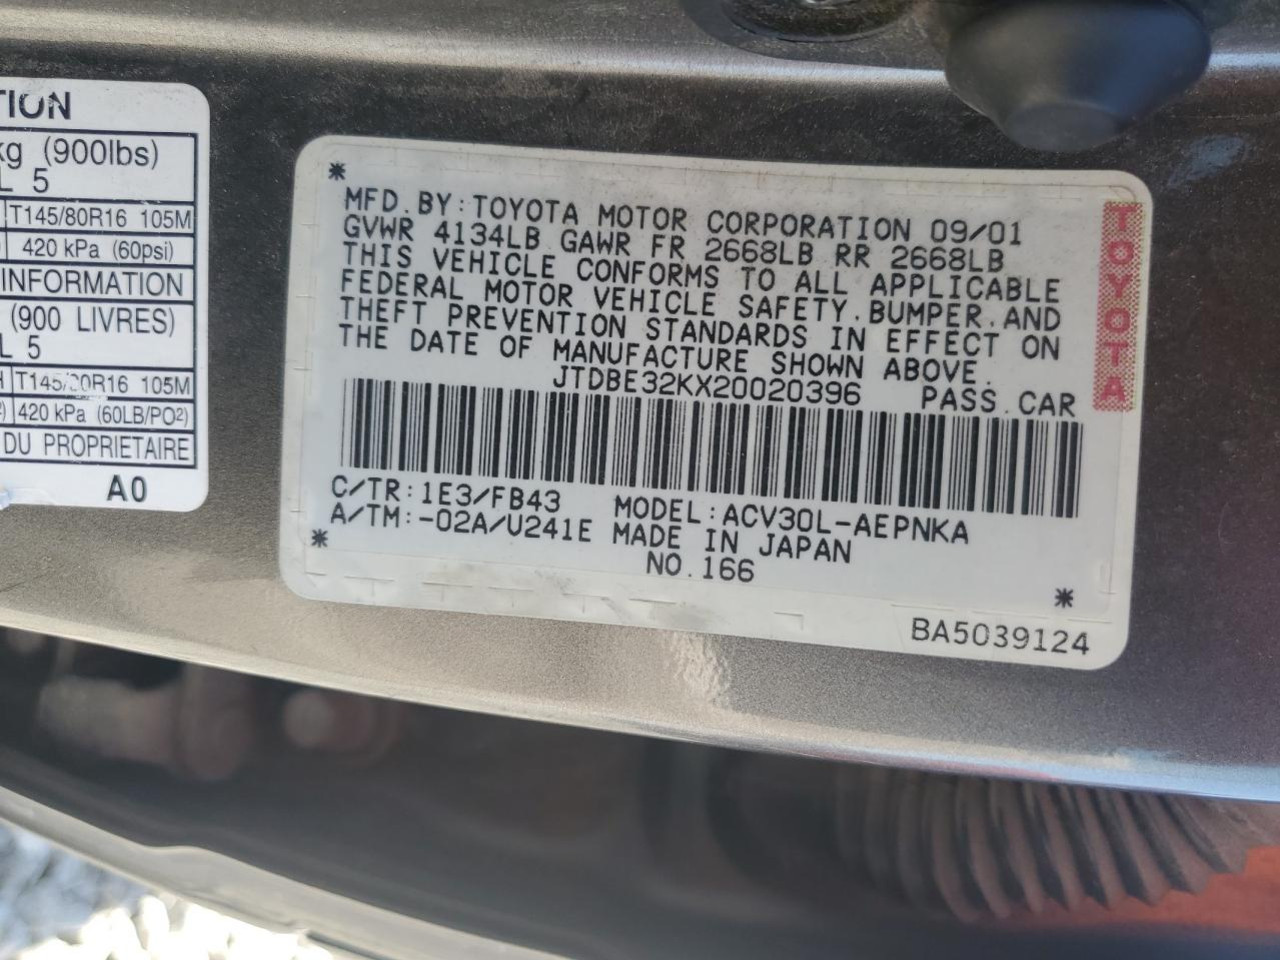 TION
kg (900lbs)
L 5
T145/80R16 105M
420 kPa (60psi)
INFORMATION
(900 LIVRES)
L 5
T145/80R16 105M
420 kPa (60LB/PO²)
DU PROPRIETAIRE
A0
MFD. BY: TOYOTA MOTOR CORPORATION 09/01
GVWR 4134LB GAWR FR 2668LB RR 2668LB
THIS VEHICLE CONFORMS TO ALL APPLICABLE
FEDERAL MOTOR VEHICLE SAFETY, BUMPER, AND
THEFT PREVENTION STANDARDS IN EFFECT ON
THE DATE OF MANUFACTURE SHOWN ABOVE.
JTDBE32KX20020396 PASS. CAR
C/TR: 1E3/FB43 MODEL: ACV30L-AEPNKA
A/TM: -02A/U241E MADE IN JAPAN
NO. 166
BA5039124
TOYOTA